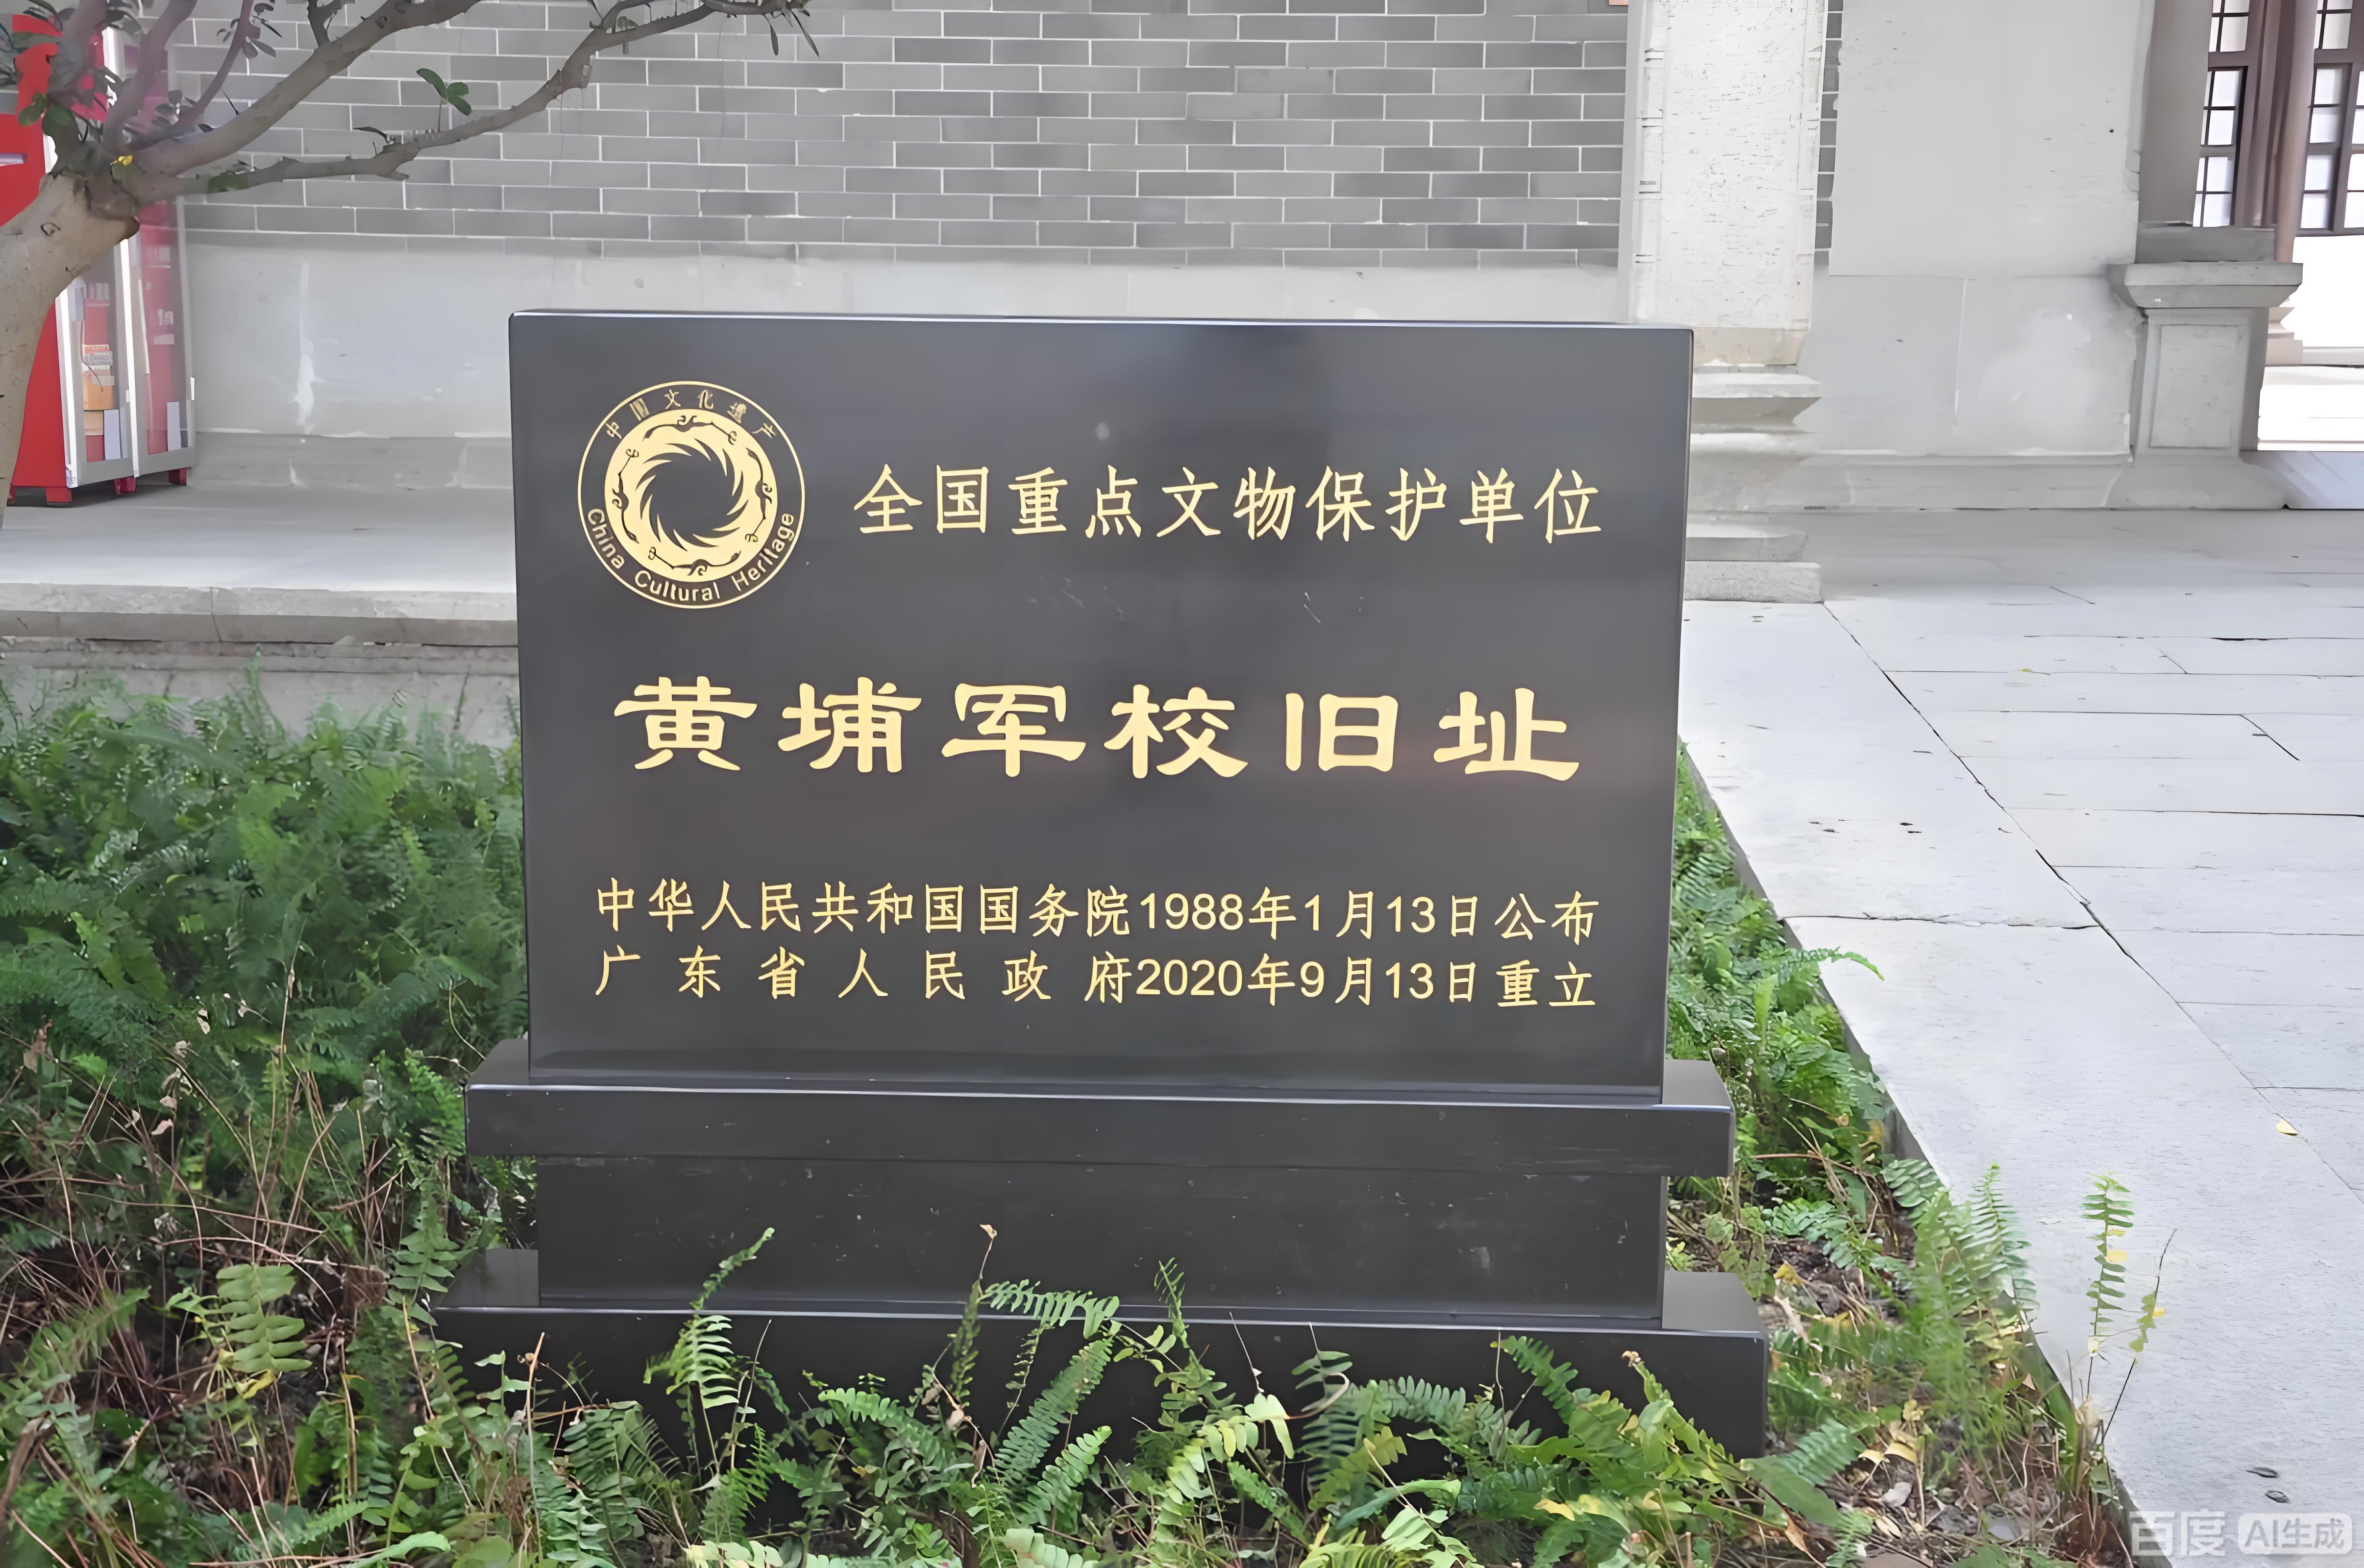 中国文化遗产
China Cultural Heritage
全国重点文物保护单位
黄埔军校旧址
中华人民共和国国务院1988年1月13日公布
广东省人民政府2020年9月13日重立
百度 AI生成